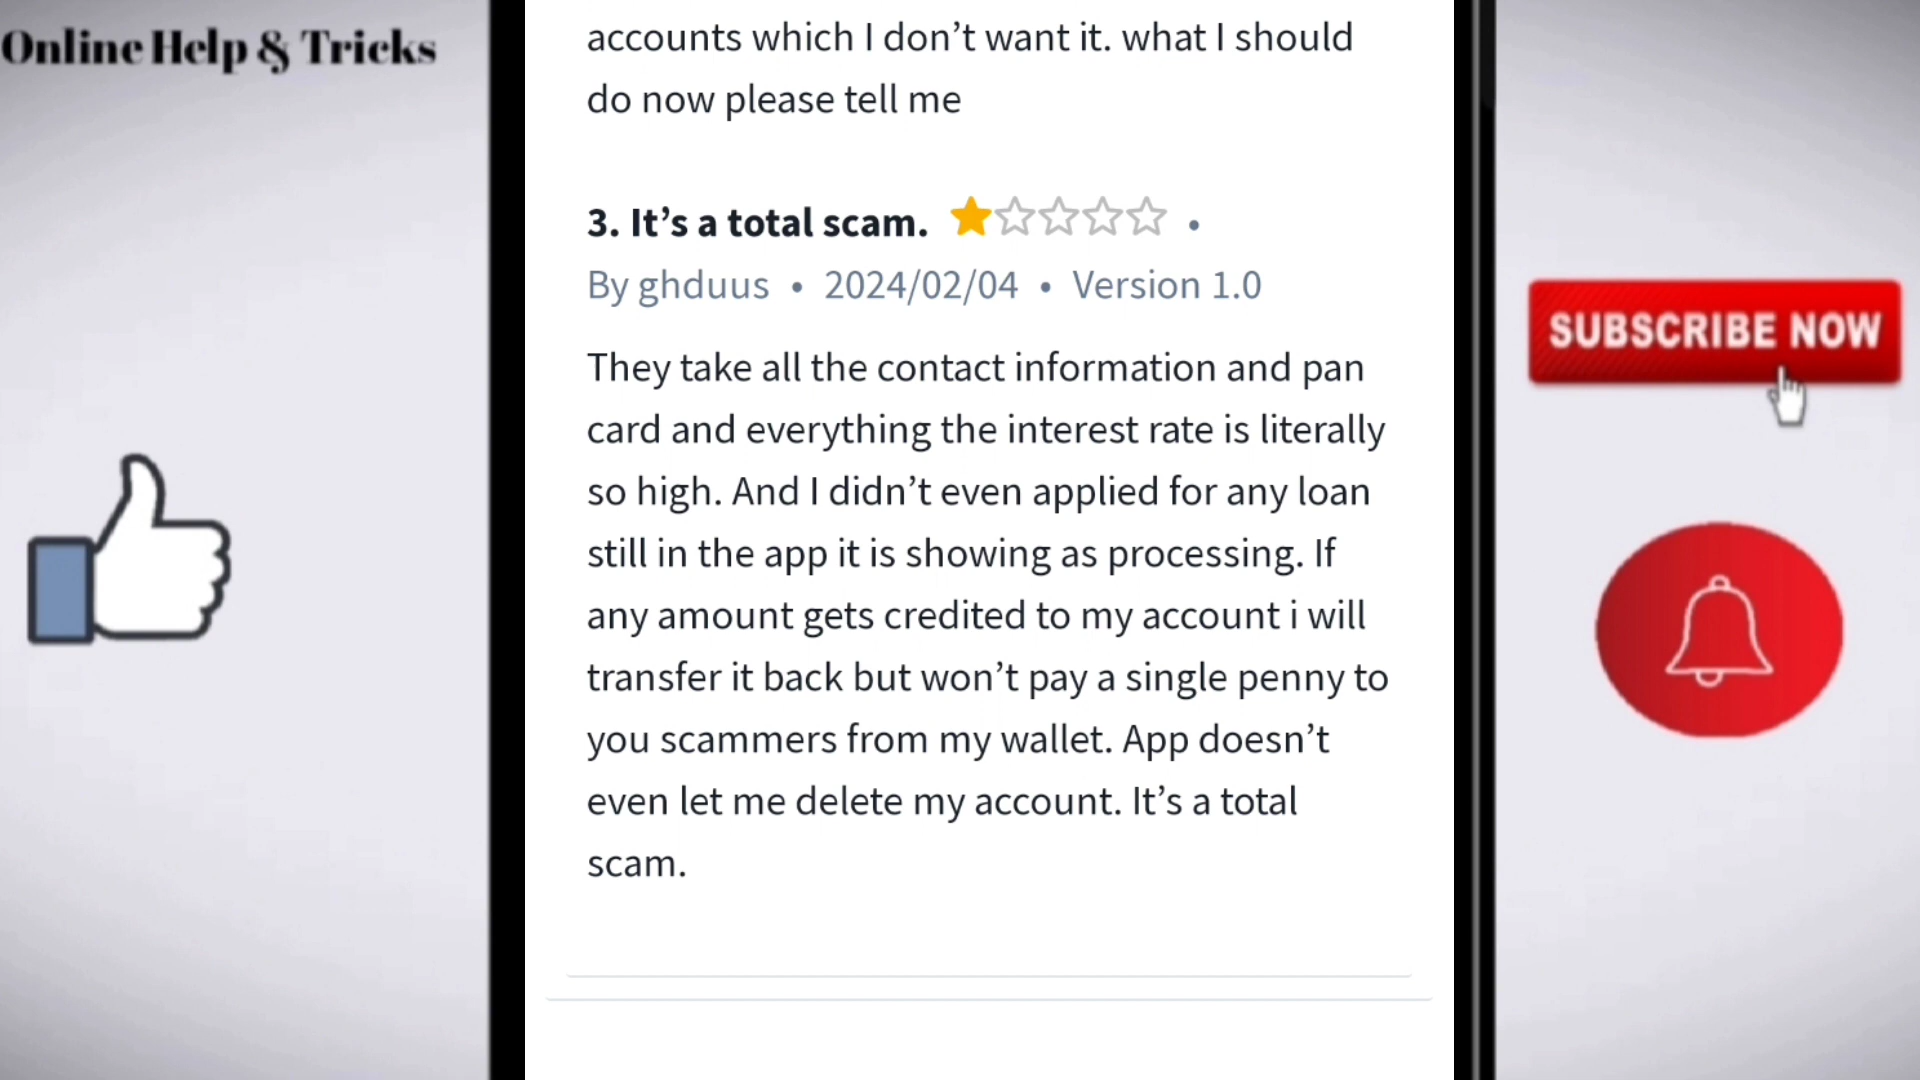 Online Help & Tricks
accounts which I don’t want it. what I should
do now please tell me
3. It’s a total scam. •
By ghduus • 2024/02/04 • Version 1.0
They take all the contact information and pan
card and everything the interest rate is literally
so high. And I didn’t even applied for any loan
still in the app it is showing as processing. If
any amount gets credited to my account i will
transfer it back but won’t pay a single penny to
you scammers from my wallet. App doesn’t
even let me delete my account. It’s a total
scam.
SUBSCRIBE NOW